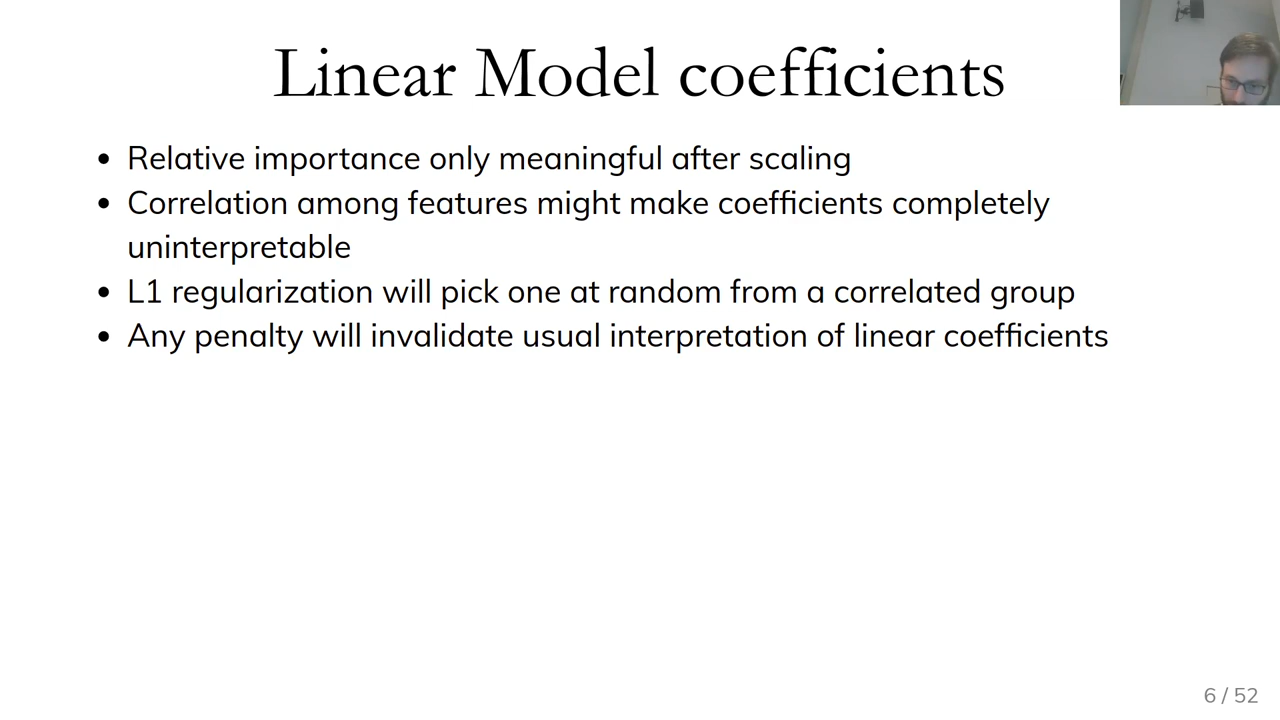 Linear Model coefficients
• Relative importance only meaningful after scaling
• Correlation among features might make coefficients completely
uninterpretable
• L1 regularization will pick one at random from a correlated group
• Any penalty will invalidate usual interpretation of linear coefficients
6 / 52